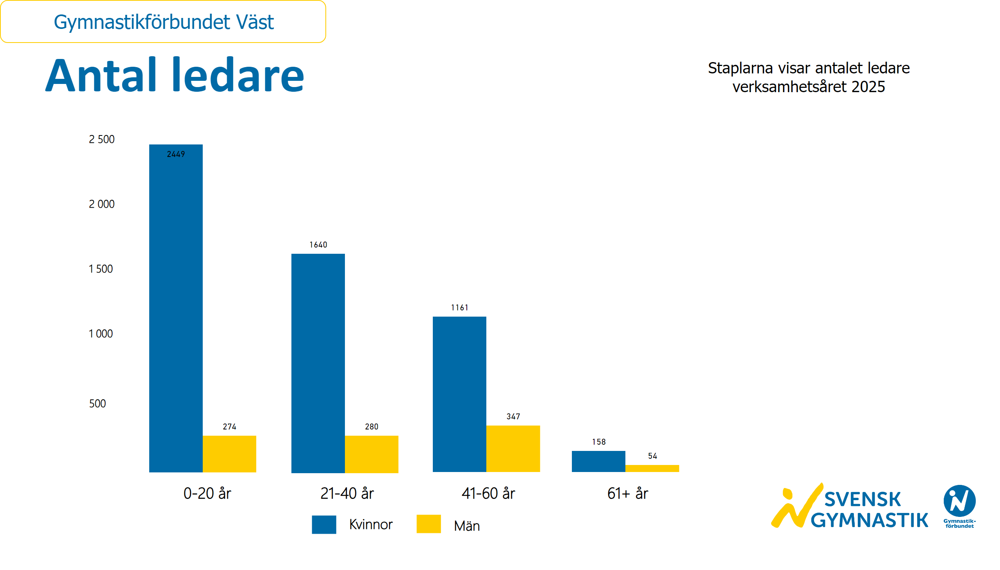 Gymnastikförbundet Väst
Antal ledare
Staplarna visar antalet ledare
verksamhetsåret 2025
2 500
2 000
1 500
1 000
500
2449
274
1640
280
1161
347
158
54
0-20 år
21-40 år
41-60 år
61+ år
Kvinnor
Män
SVENSK
GYMNASTIK
Gymnastik-
förbundet